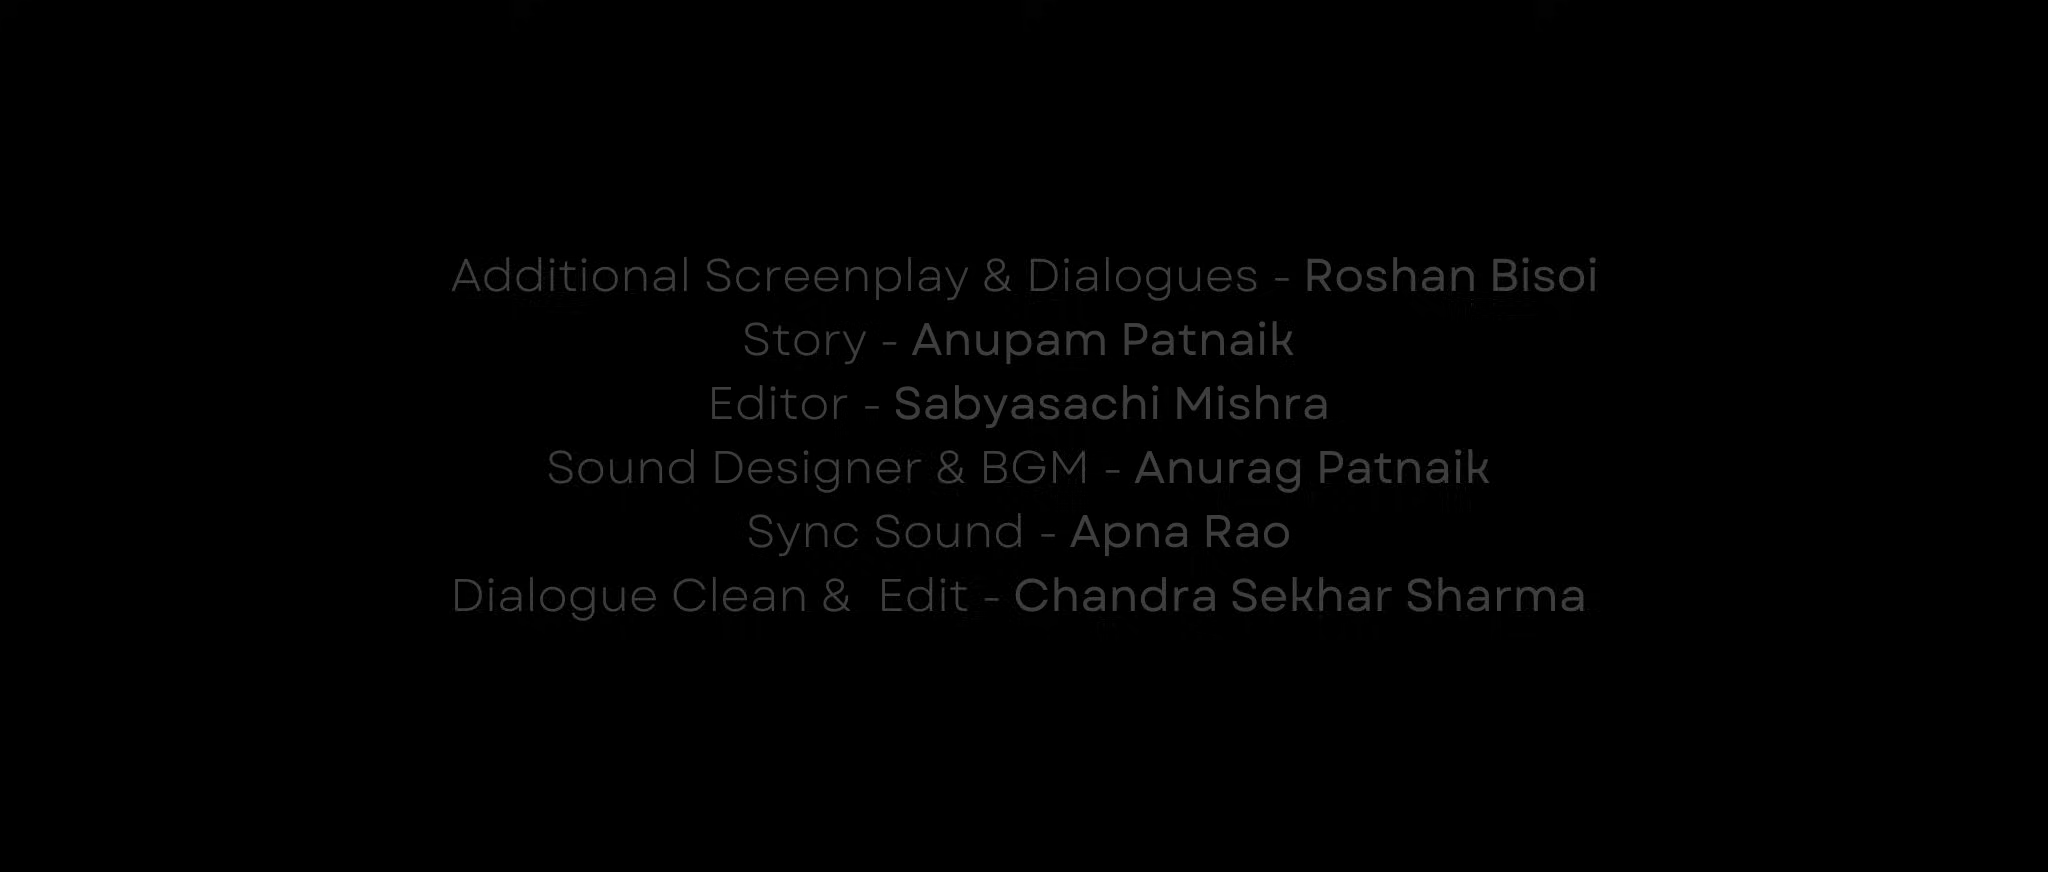 Additional Screenplay & Dialogues - Roshan Bisoi
Story - Anupam Patnaik
Editor - Sabyasachi Mishra
Sound Designer & BGM - Anurag Patnaik
Sync Sound - Apna Rao
Dialogue Clean &  Edit - Chandra Sekhar Sharma